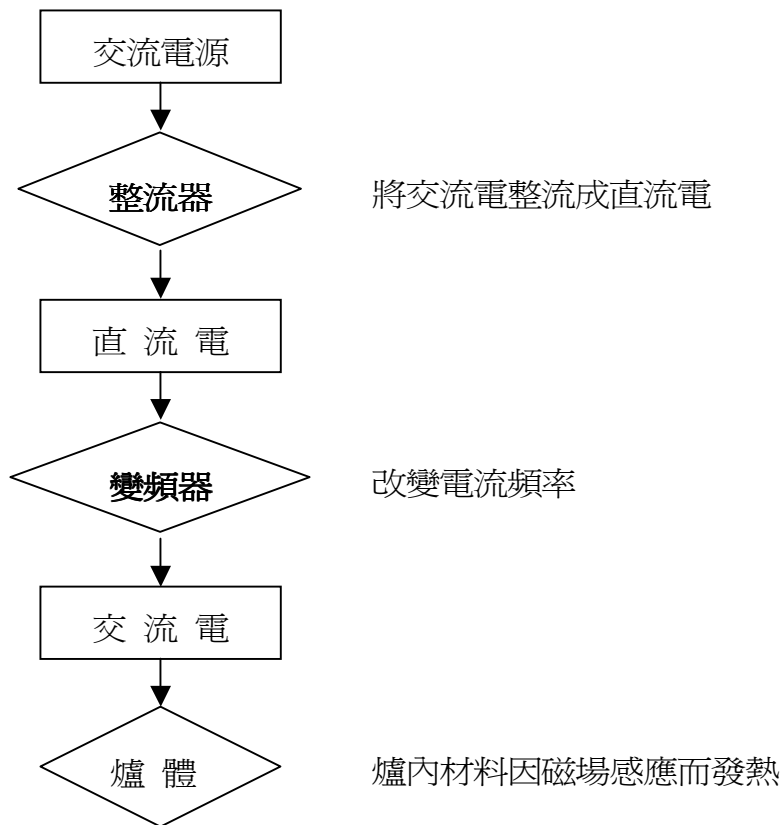 交流電源
整流器
將交流電整流成直流電
直 流 電
變頻器
改變電流頻率
交 流 電
爐 體
爐內材料因磁場感應而發熱